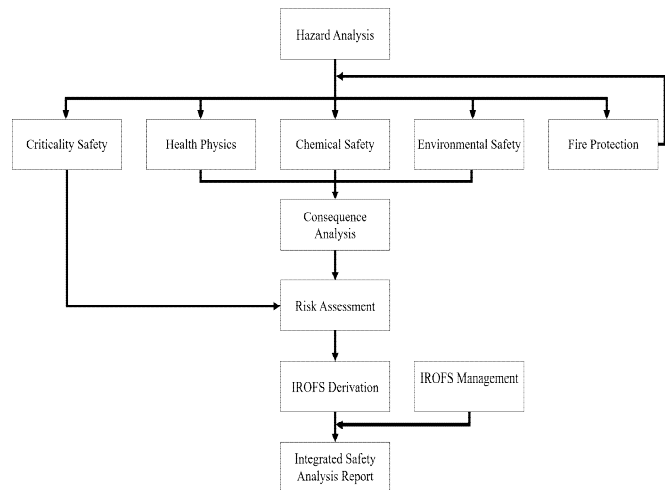 Hazard Analysis
Criticality Safety
Health Physics
Chemical Safety
Environmental Safety
Fire Protection
Consequence
Analysis
Risk Assessment
IROFS Derivation
IROFS Management
Integrated Safety
Analysis Report